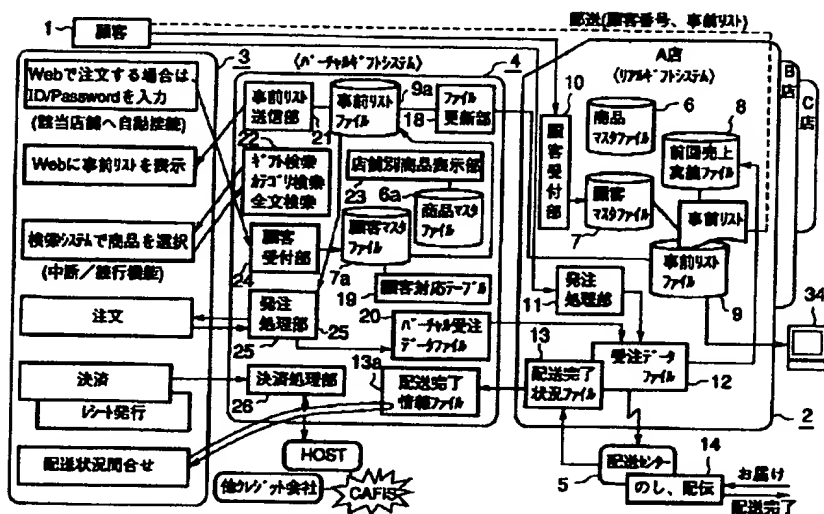 郵送(顧客番号、事前リスト)
1
顧客
3
Webで注文する場合は、
ID/Passwordを入力
(該当店舗へ自動接続)
Webに事前リストを表示
検索システムで商品を選択
(中断/続行機能)
注文
決済
レシート発行
配送状況問合せ
〈バーチャルギフトシステム〉
4
事前リスト
送信部
21
事前リスト
ファイル
9a
18
ファイル
更新部
22
ギフト検索
カテゴリ検索
全文検索
店舗別商品表示部
23
6a
商品マスタ
ファイル
顧客
受付部
24
顧客マスタ
ファイル
7a
顧客対応テーブル
19
発注
処理部
25
25
20
バーチャル受注
データファイル
決済処理部
26
13a
配送完了
情報ファイル
HOST
他クレジット会社
CAFIS
A店
〈リアルギフトシステム〉
B店
C店
10
顧客受付部
6
商品
マスタファイル
8
前回売上
実績ファイル
顧客
マスタファイル
7
事前リスト
事前リスト
ファイル
9
発注
処理部
11
34
13
配送完了
状況ファイル
受注データ
ファイル
12
2
配送センター
5
14
のし、配伝
お届け
配送完了